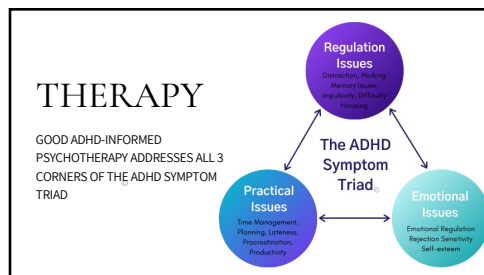 THERAPY
GOOD ADHD-INFORMED
PSYCHOTHERAPY ADDRESSES ALL 3
CORNERS OF THE ADHD SYMPTOM
TRIAD
©
Regulation
Issues
Distraction, Working
Memory Issues,
Impulsivity, Difficulty
Focusing
The ADHD
Symptom
Triad©
Practical
Issues
Time Management,
Planning, Lateness,
Procrastination,
Productivity
Emotional
Issues
Emotional Regulation
Rejection Sensitivity
Self-esteem